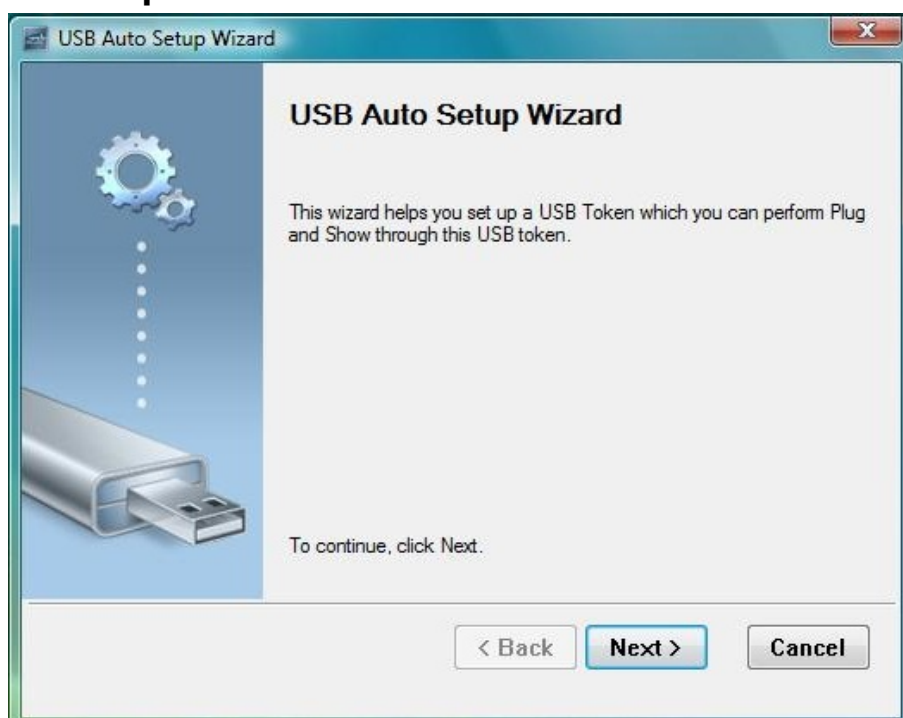 USB Auto Setup Wizard
USB Auto Setup Wizard
This wizard helps you set up a USB Token which you can perform Plug
and Show through this USB token.
To continue, click Next.
< Back
Next >
Cancel